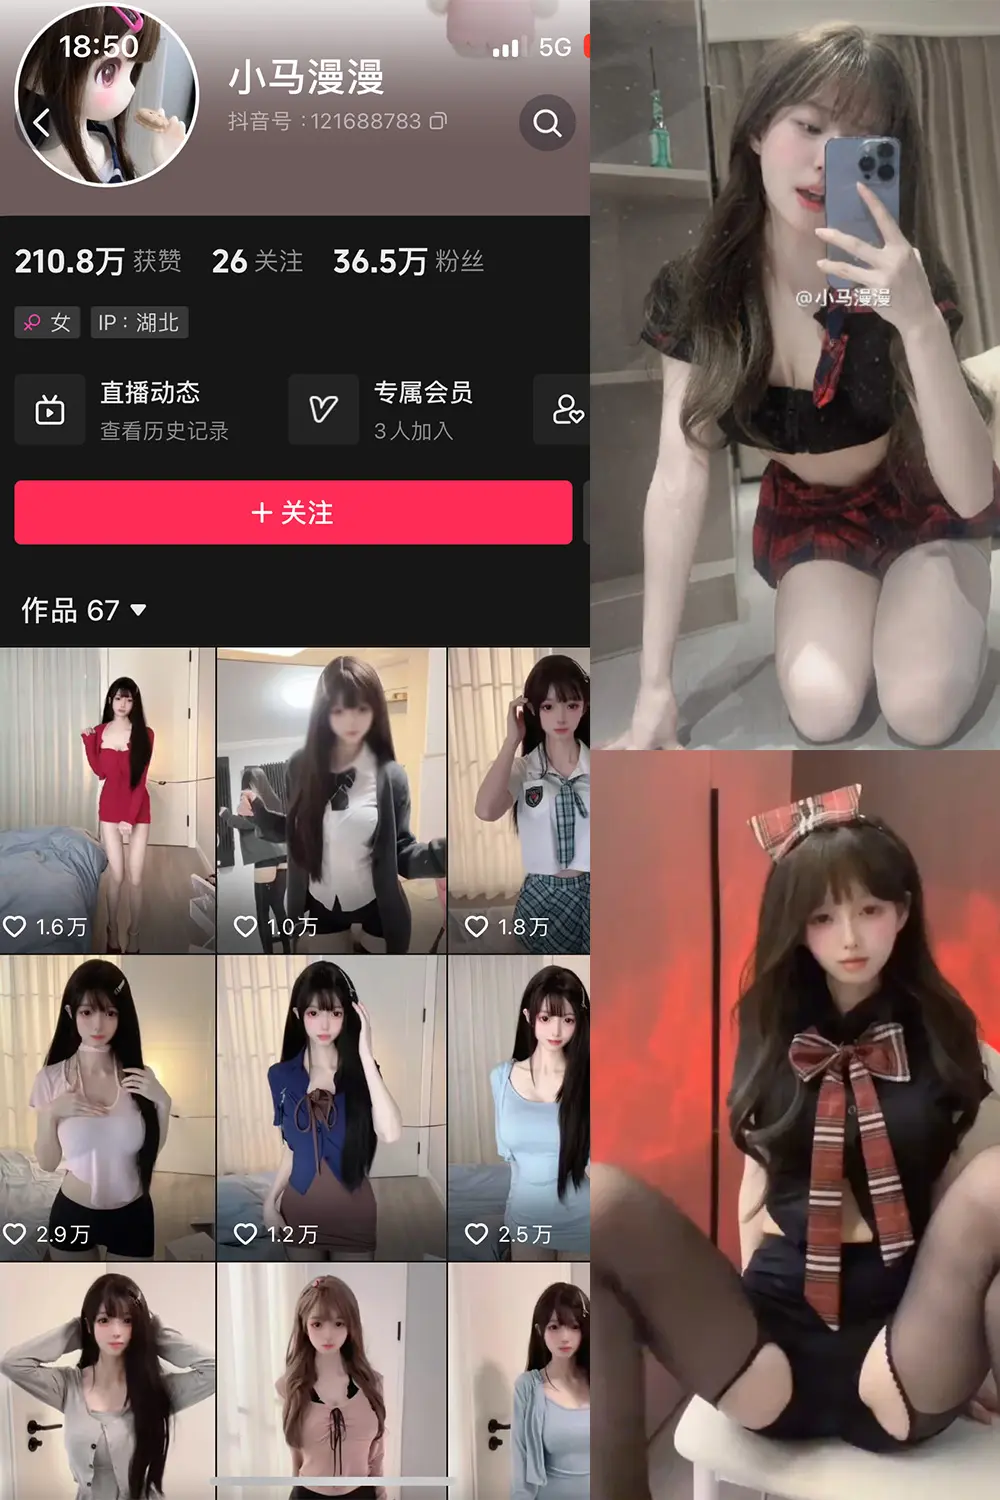 18:50
5G
小马漫漫
抖音号：121688783
210.8万 获赞 26 关注 36.5万 粉丝
女 IP：湖北
直播动态
查看历史记录
专属会员
3人加入
+ 关注
作品 67
1.6万
1.0万
1.8万
2.9万
1.2万
2.5万
@小马漫漫